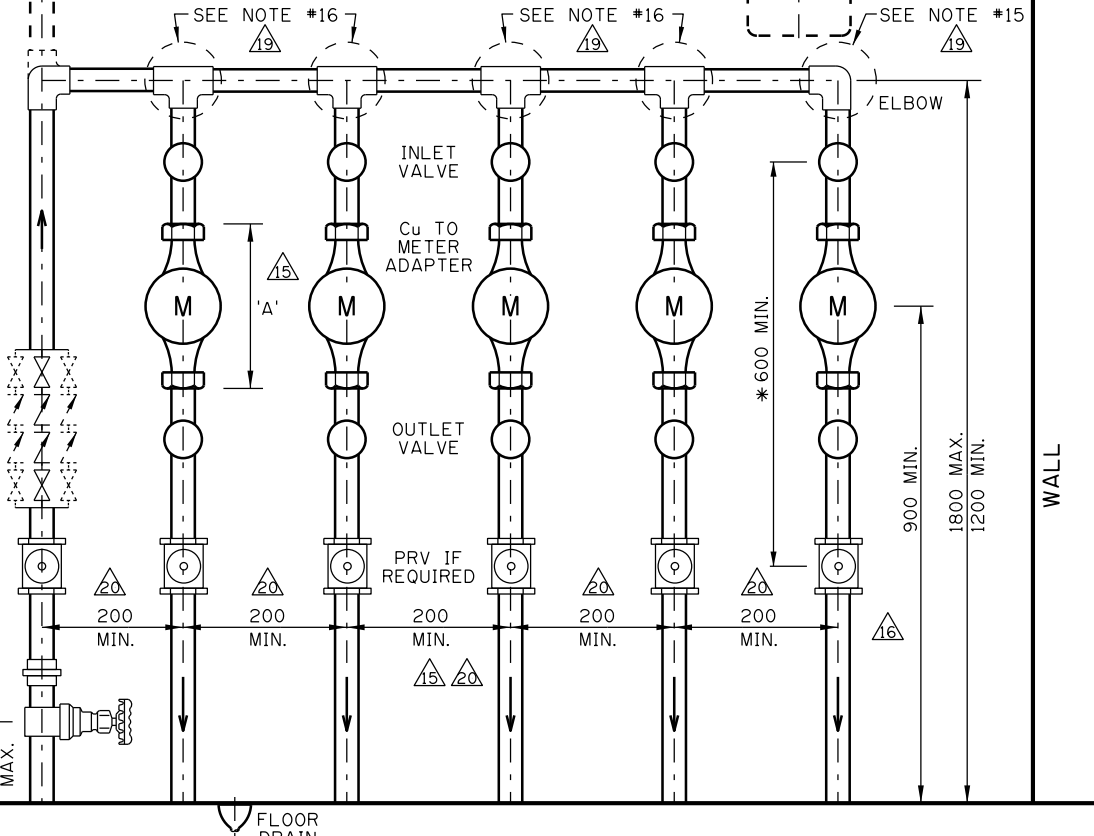 SEE NOTE #16
19
SEE NOTE #16
19
SEE NOTE #15
19
ELBOW
INLET
VALVE
Cu TO
METER
ADAPTER
15
'A'
M
M
M
M
M
* 600 MIN.
OUTLET
VALVE
900 MIN.
1800 MAX.
1200 MIN.
WALL
PRV IF
REQUIRED
20
20
20
20
200
MIN.
200
MIN.
200
MIN.
200
MIN.
200
MIN.
16
15
20
MAX.
FLOOR
DRAIN